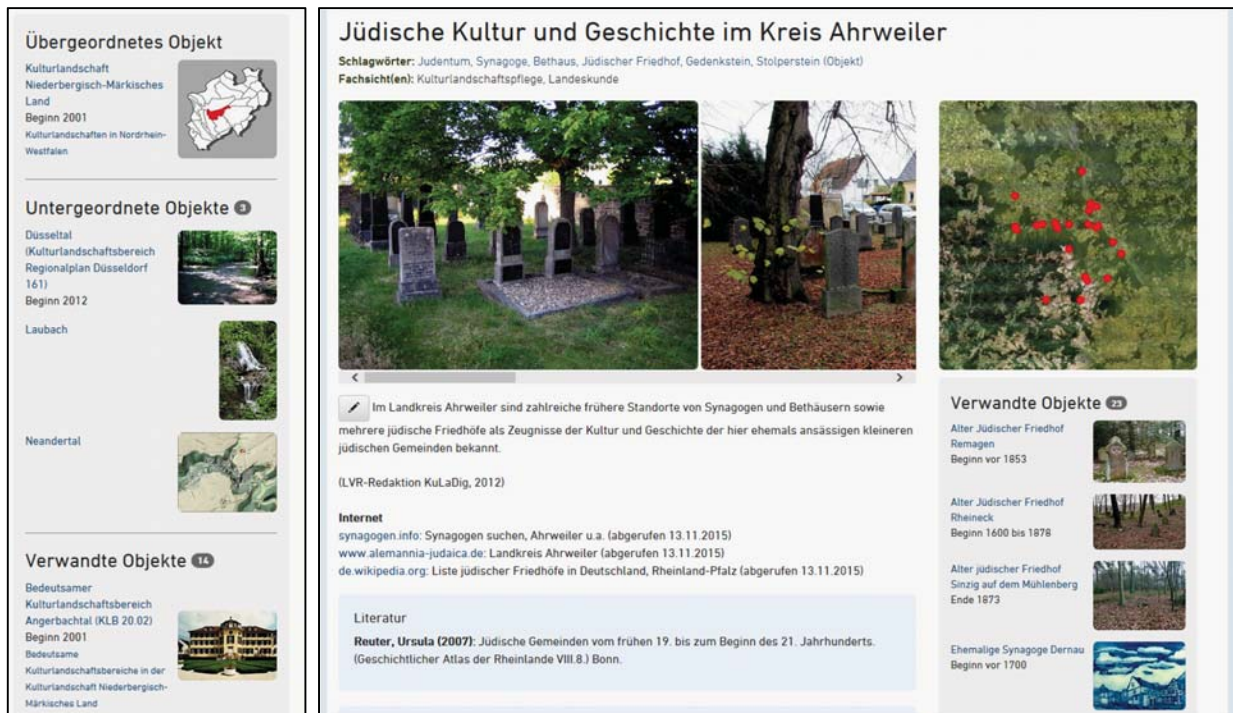 Übergeordnetes Objekt
Kulturlandschaft
Niederbergisch-Märkisches
Land
Beginn 2001
Kulturlandschaften in Nordrhein-
Westfalen
Untergeordnete Objekte 3
Düsseltal
(Kulturlandschaftsbereich
Regionalplan Düsseldorf
161)
Beginn 2012
Laubach
Neandertal
Verwandte Objekte 14
Bedeutsamer
Kulturlandschaftsbereich
Angerbachtal (KLB 20.02)
Beginn 2001
Bedeutsame
Kulturlandschaftsbereiche in der
Kulturlandschaft Niederbergisch-
Märkisches Land
Jüdische Kultur und Geschichte im Kreis Ahrweiler
Schlagwörter: Judentum, Synagoge, Bethaus, Jüdischer Friedhof, Gedenkstein, Stolperstein (Objekt)
Fachsicht(en): Kulturlandschaftspflege, Landeskunde
Im Landkreis Ahrweiler sind zahlreiche frühere Standorte von Synagogen und Bethäusern sowie
mehrere jüdische Friedhöfe als Zeugnisse der Kultur und Geschichte der hier ehemals ansässigen kleineren
jüdischen Gemeinden bekannt.
(LVR-Redaktion KuLaDig, 2012)
Internet
synagogen.info: Synagogen suchen, Ahrweiler u.a. (abgerufen 13.11.2015)
www.alemannia-judaica.de: Landkreis Ahrweiler (abgerufen 13.11.2015)
de.wikipedia.org: Liste jüdischer Friedhöfe in Deutschland, Rheinland-Pfalz (abgerufen 13.11.2015)
Literatur
Reuter, Ursula (2007): Jüdische Gemeinden vom frühen 19. bis zum Beginn des 21. Jahrhunderts.
(Geschichtlicher Atlas der Rheinlande VIII.8.) Bonn.
Verwandte Objekte 23
Alter Jüdischer Friedhof
Remagen
Beginn vor 1853
Alter Jüdischer Friedhof
Rheineck
Beginn 1600 bis 1878
Alter jüdischer Friedhof
Sinzig auf dem Mühlenberg
Ende 1873
Ehemalige Synagoge Dernau
Beginn vor 1700